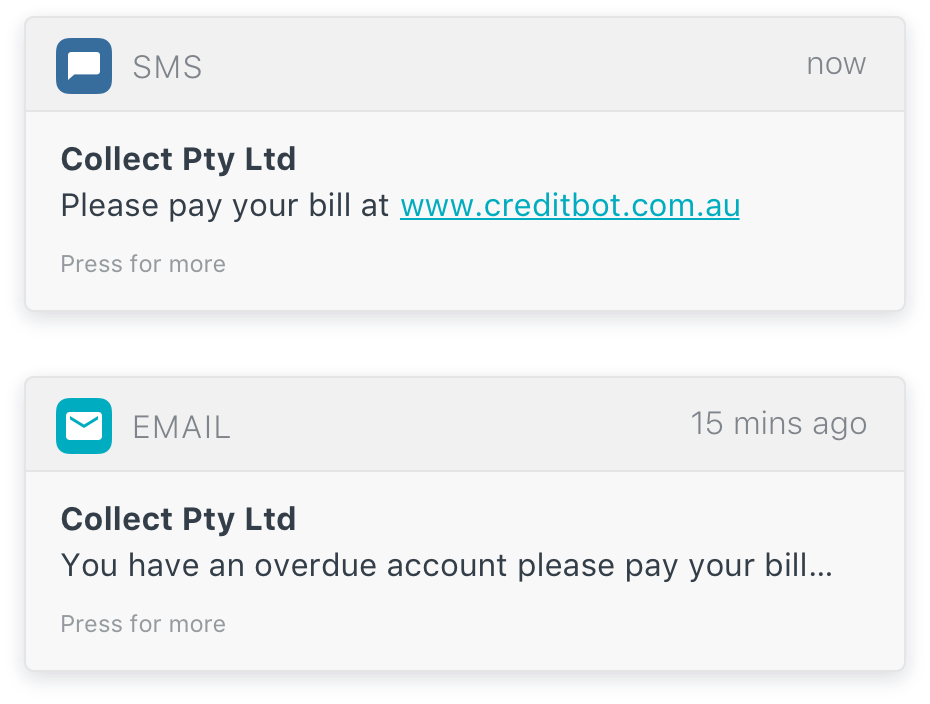 SMS now
Collect Pty Ltd
Please pay your bill at www.creditbot.com.au
Press for more
EMAIL 15 mins ago
Collect Pty Ltd
You have an overdue account please pay your bill...
Press for more